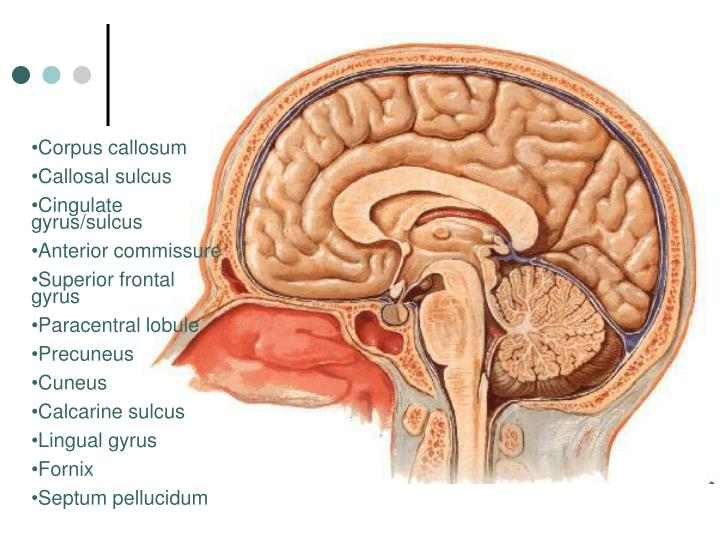 •Corpus callosum
•Callosal sulcus
•Cingulate
gyrus/sulcus
•Anterior commissure
•Superior frontal
gyrus
•Paracentral lobule
•Precuneus
•Cuneus
•Calcarine sulcus
•Lingual gyrus
•Fornix
•Septum pellucidum